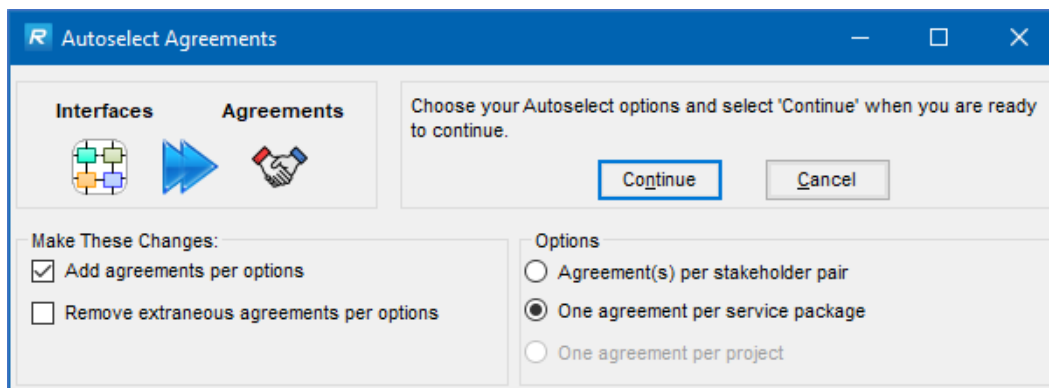 Autoselect Agreements
Interfaces Agreements
Choose your Autoselect options and select 'Continue' when you are ready
to continue.
Continue Cancel
Make These Changes:
Add agreements per options
Remove extraneous agreements per options
Options
Agreement(s) per stakeholder pair
One agreement per service package
One agreement per project